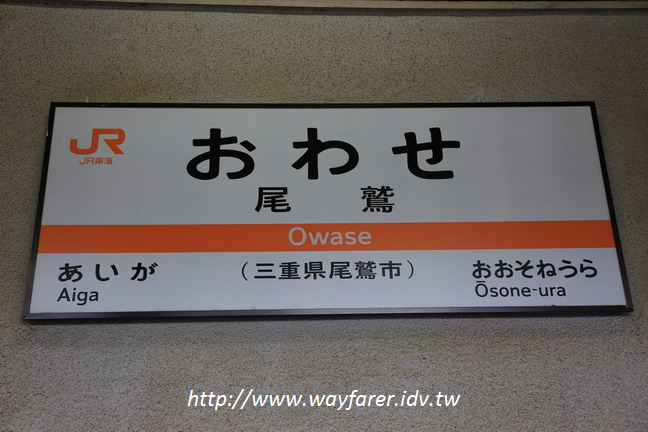 JR
JR東海
おわせ
尾鷲
Owase
あいが
Aiga
（三重県尾鷲市）
おおそねうら
Ōsone-ura
http://www.wayfarer.idv.tw